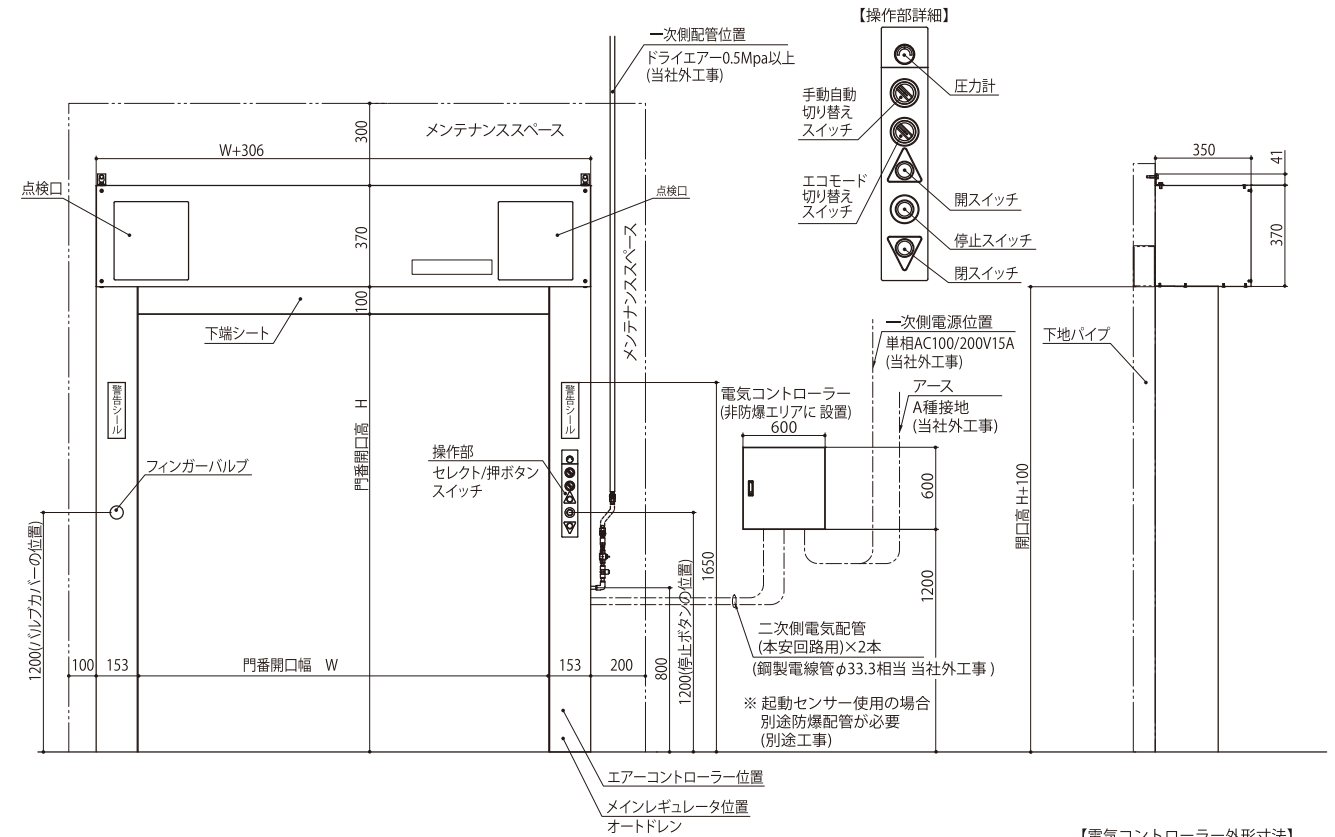 【操作部詳細】
圧力計
手動自動
切り替え
スイッチ
エコモード
切り替え
スイッチ
開スイッチ
停止スイッチ
閉スイッチ
一次側配管位置
ドライエアー0.5Mpa以上
(当社外工事)
メンテナンススペース
300
W+306
点検口
点検口
370
100
メンテナンススペース
下端シート
警告シール
警告シール
門番開口高 H
フィンガーバルブ
操作部
セレクト/押ボタン
スイッチ
1200(バルブカバーの位置)
100
153
門番開口幅 W
153
200
800
1200(停止ボタンの位置)
1650
エアーコントローラー位置
メインレギュレータ位置
オートドレン
電気コントローラー
(非防爆エリアに 設置)
600
600
1200
一次側電源位置
単相AC100/200V15A
(当社外工事)
アース
A種接地
(当社外工事)
二次側電気配管
(本安回路用)×2本
(鋼製電線管φ33.3相当 当社外工事 )
※ 起動センサー使用の場合
別途防爆配管が必要
(別途工事)
350
41
370
下地パイプ
開口高 H+100
【電気コントローラー外形寸法】